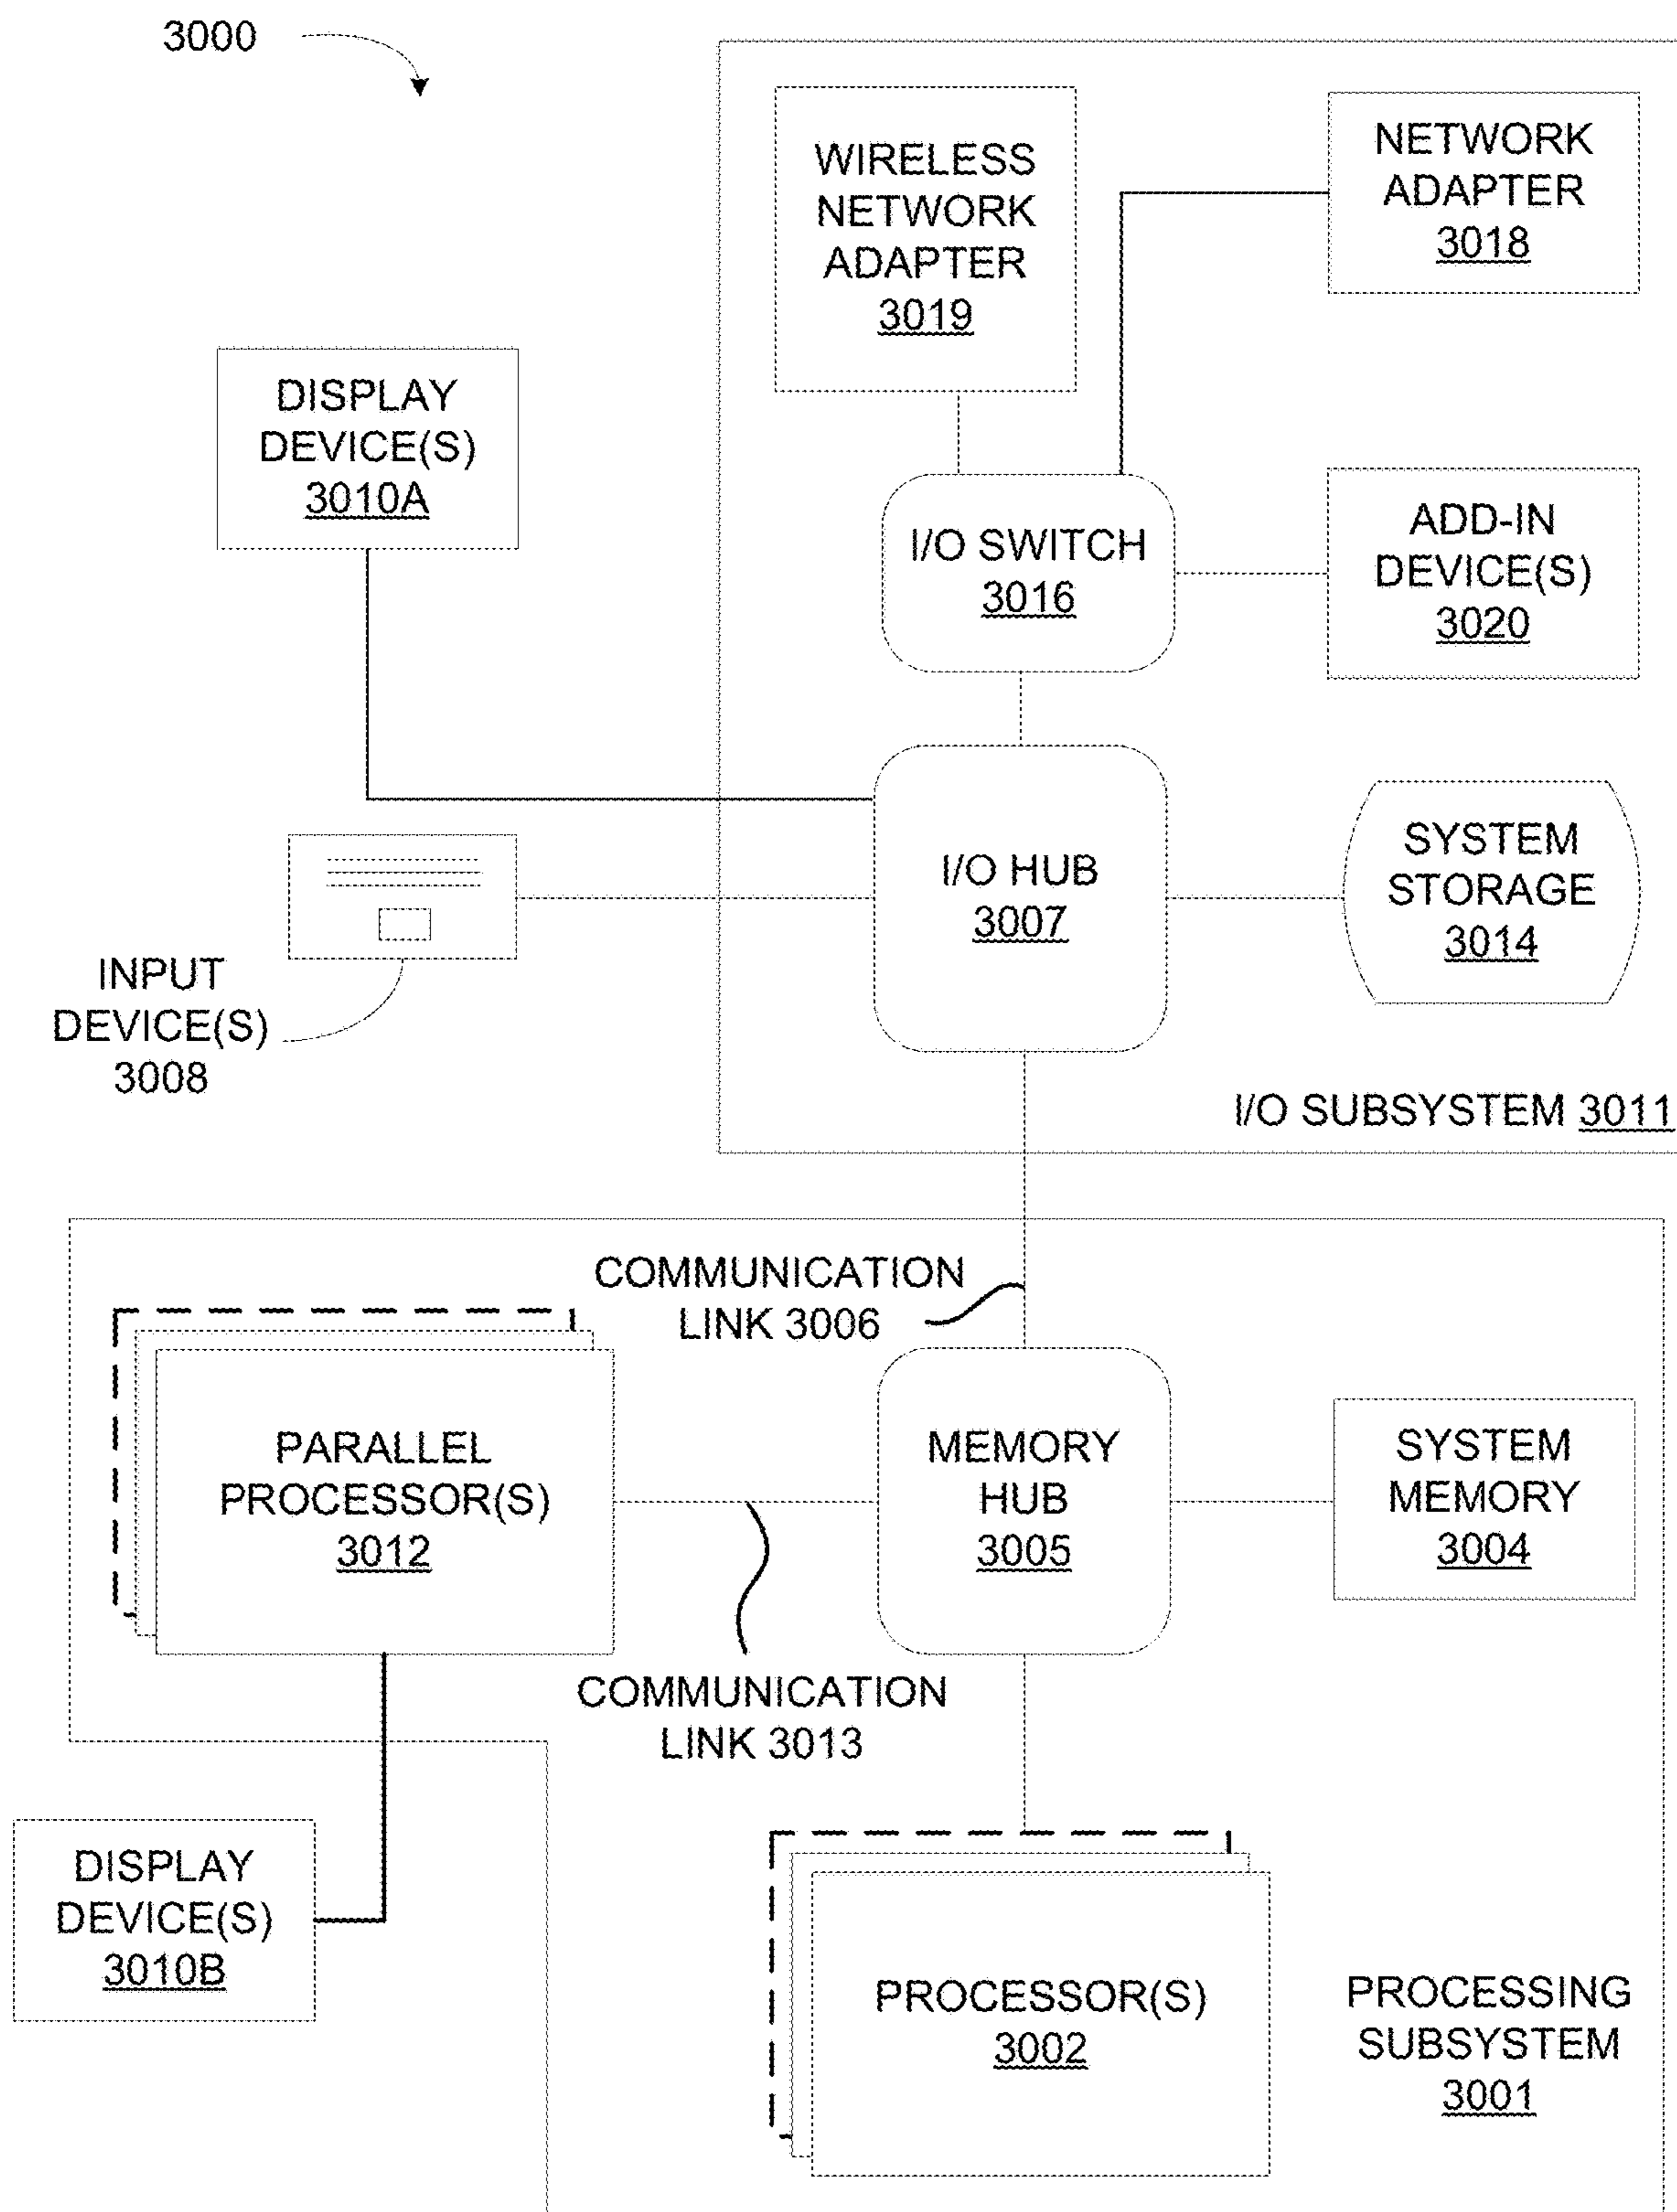 3000
WIRELESS
NETWORK
ADAPTER
3019
NETWORK
ADAPTER
3018
DISPLAY
DEVICE(S)
3010A
I/O SWITCH
3016
ADD-IN
DEVICE(S)
3020
I/O HUB
3007
SYSTEM
STORAGE
3014
INPUT
DEVICE(S)
3008
I/O SUBSYSTEM 3011
COMMUNICATION
LINK 3006
PARALLEL
PROCESSOR(S)
3012
MEMORY
HUB
3005
SYSTEM
MEMORY
3004
COMMUNICATION
LINK 3013
DISPLAY
DEVICE(S)
3010B
PROCESSOR(S)
3002
PROCESSING
SUBSYSTEM
3001